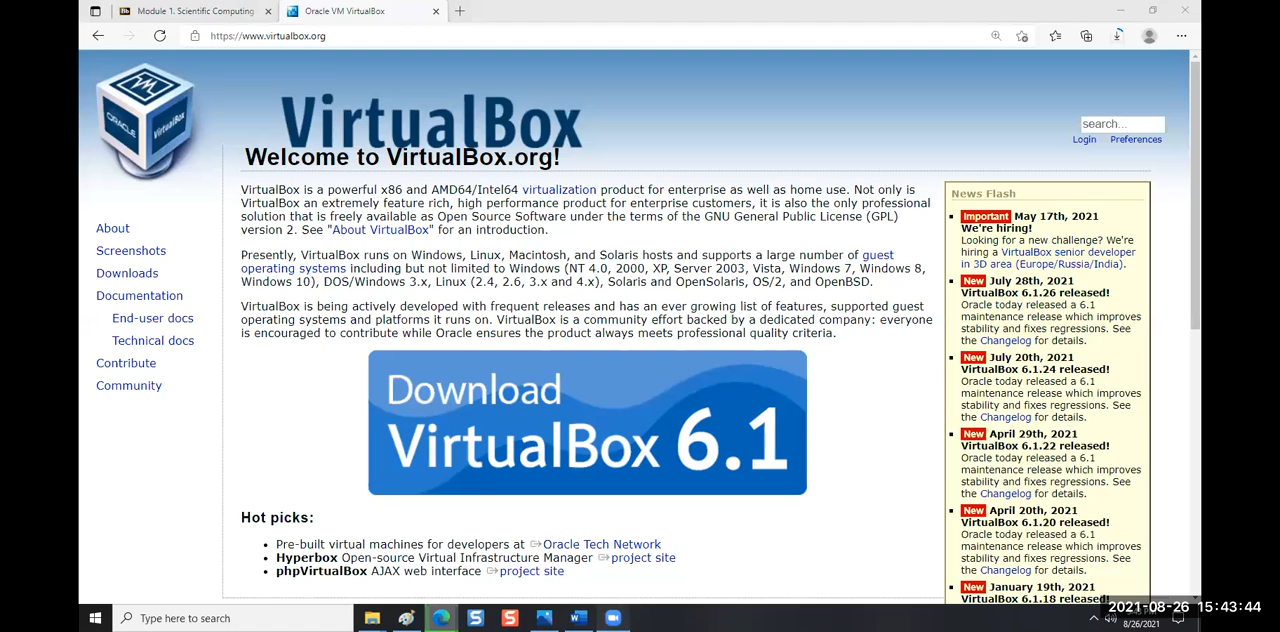 Module 1. Scientific Computing
Oracle VM VirtualBox
https://www.virtualbox.org
ORACLE
VirtualBox
VirtualBox
search...
Login Preferences
Welcome to VirtualBox.org!
About
Screenshots
Downloads
Documentation
End-user docs
Technical docs
Contribute
Community
VirtualBox is a powerful x86 and AMD64/Intel64 virtualization product for enterprise as well as home use. Not only is
VirtualBox an extremely feature rich, high performance product for enterprise customers, it is also the only professional
solution that is freely available as Open Source Software under the terms of the GNU General Public License (GPL)
version 2. See "About VirtualBox" for an introduction.
Presently, VirtualBox runs on Windows, Linux, Macintosh, and Solaris hosts and supports a large number of guest
operating systems including but not limited to Windows (NT 4.0, 2000, XP, Server 2003, Vista, Windows 7, Windows 8,
Windows 10), DOS/Windows 3.x, Linux (2.4, 2.6, 3.x and 4.x), Solaris and OpenSolaris, OS/2, and OpenBSD.
VirtualBox is being actively developed with frequent releases and has an ever growing list of features, supported guest
operating systems and platforms it runs on. VirtualBox is a community effort backed by a dedicated company: everyone
is encouraged to contribute while Oracle ensures the product always meets professional quality criteria.
Download
VirtualBox 6.1
Hot picks:
Pre-built virtual machines for developers at Oracle Tech Network
Hyperbox Open-source Virtual Infrastructure Manager project site
phpVirtualBox AJAX web interface project site
News Flash
Important May 17th, 2021
We're hiring!
Looking for a new challenge? We're
hiring a VirtualBox senior developer
in 3D area (Europe/Russia/India).
New July 28th, 2021
VirtualBox 6.1.26 released!
Oracle today released a 6.1
maintenance release which improves
stability and fixes regressions. See
the Changelog for details.
New July 20th, 2021
VirtualBox 6.1.24 released!
Oracle today released a 6.1
maintenance release which improves
stability and fixes regressions. See
the Changelog for details.
New April 29th, 2021
VirtualBox 6.1.22 released!
Oracle today released a 6.1
maintenance release which improves
stability and fixes regressions. See
the Changelog for details.
New April 20th, 2021
VirtualBox 6.1.20 released!
Oracle today released a 6.1
maintenance release which improves
stability and fixes regressions. See
the Changelog for details.
New January 19th, 2021
VirtualBox 6.1.18 released!
Type here to search
2021-08-26 15:43:44
8/26/2021